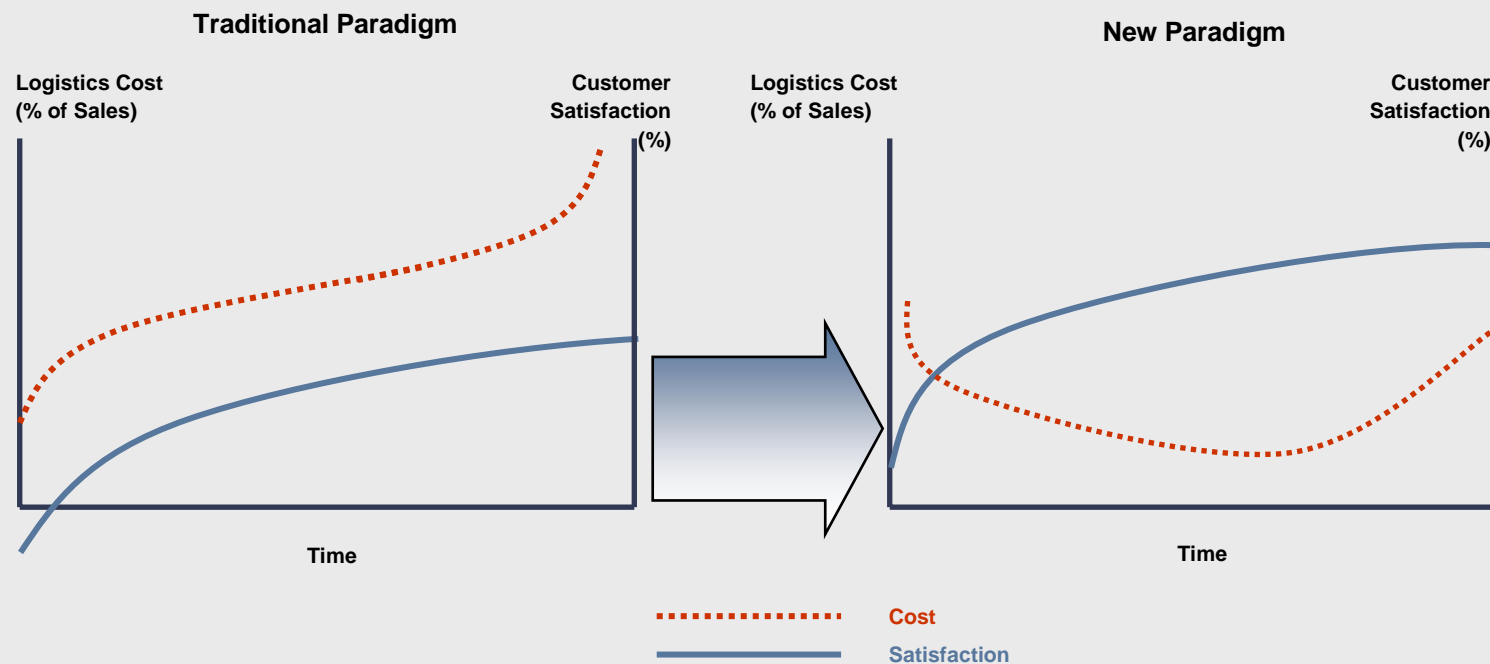 Traditional Paradigm
Logistics Cost
(% of Sales)
Customer
Satisfaction
(%)
Time
New Paradigm
Logistics Cost
(% of Sales)
Customer
Satisfaction
(%)
Time
Cost
Satisfaction